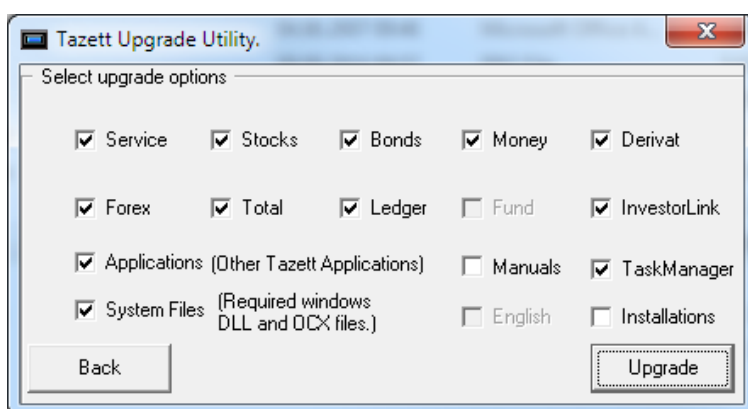 Tazett Upgrade Utility.
Select upgrade options
Service Stocks Bonds Money Derivat
Forex Total Ledger Fund InvestorLink
Applications (Other Tazett Applications) Manuals TaskManager
System Files (Required windows
DLL and OCX files.) English Installations
Back Upgrade